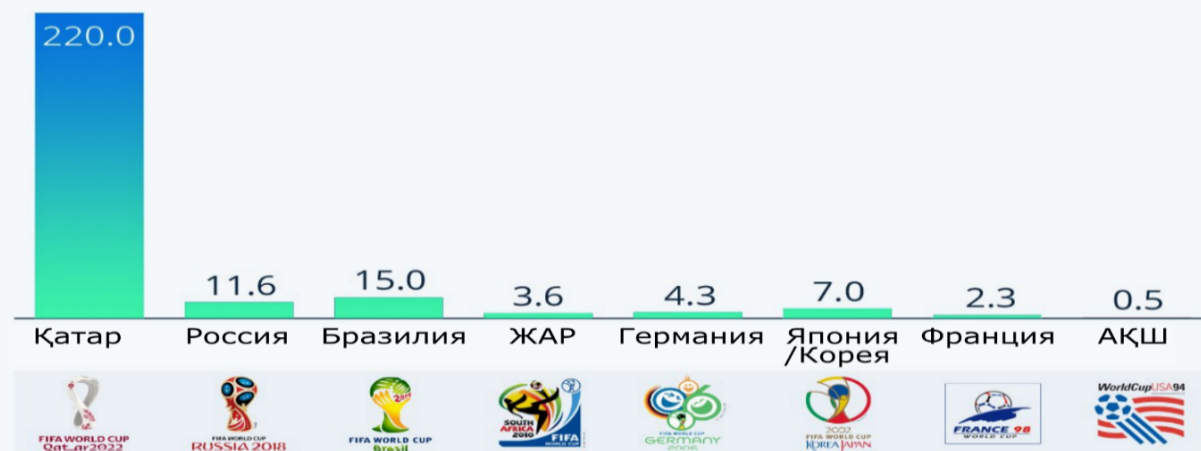 220.0
11.6
15.0
3.6
4.3
7.0
2.3
0.5
Қатар
Россия
Бразилия
ЖАР
Германия
Япония
/Корея
Франция
АҚШ
FIFA WORLD CUP
Qatar2022
FIFA WORLD CUP
RUSSIA 2018
2014
FIFA WORLD CUP
Brasil
SOUTH
AFRICA
2010
FIFA
WORLD CUP
FIFA WORLD CUP
GERMANY
2006
2002
FIFA WORLD CUP
KOREA JAPAN
FRANCE 98
WORLD CUP
WorldCupUSA94